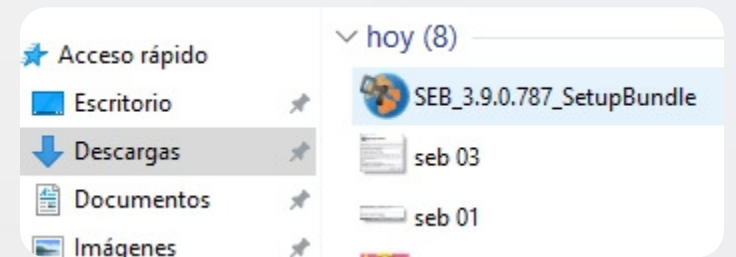 Acceso rápido
Escritorio
Descargas
Documentos
Imágenes
hoy (8)
SEB_3.9.0.787_SetupBundle
seb 03
seb 01